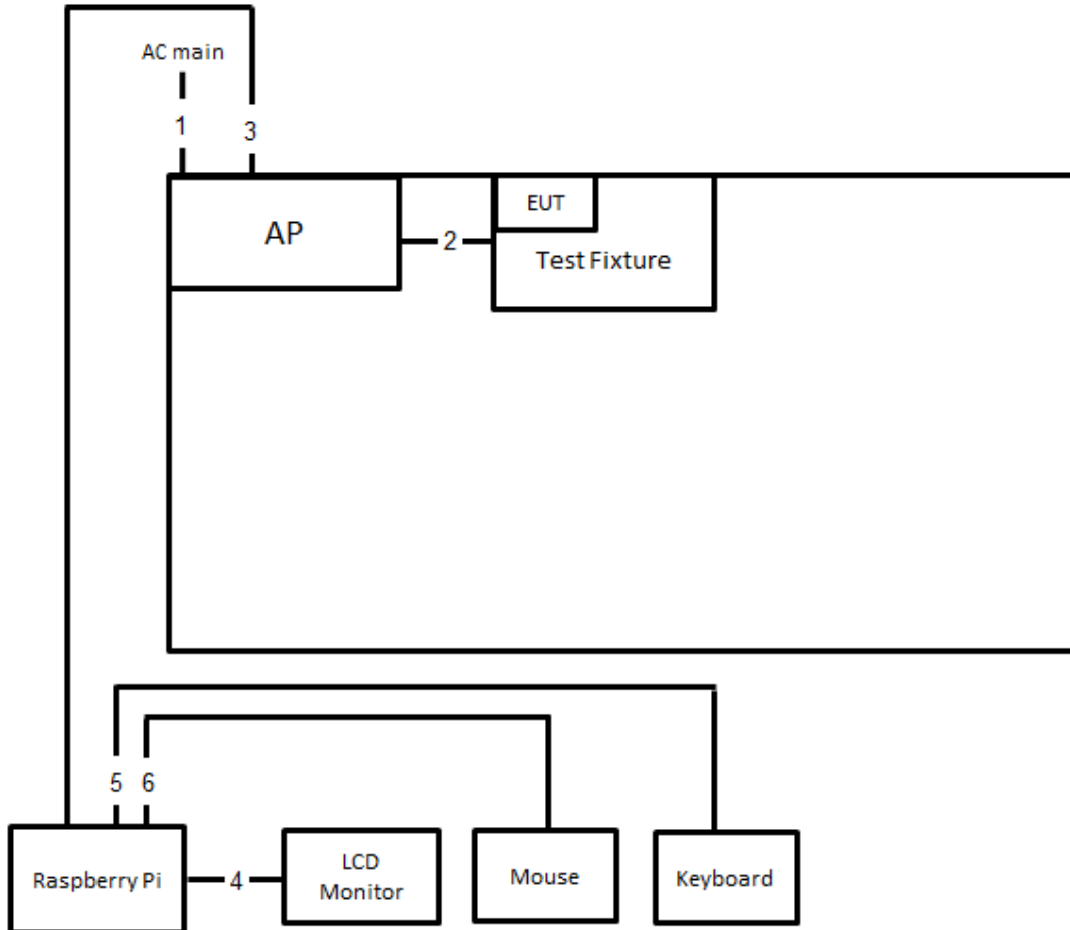 AC main
1
3
EUT
AP
2
Test Fixture
5
6
Raspberry Pi
4
LCD
Monitor
Mouse
Keyboard